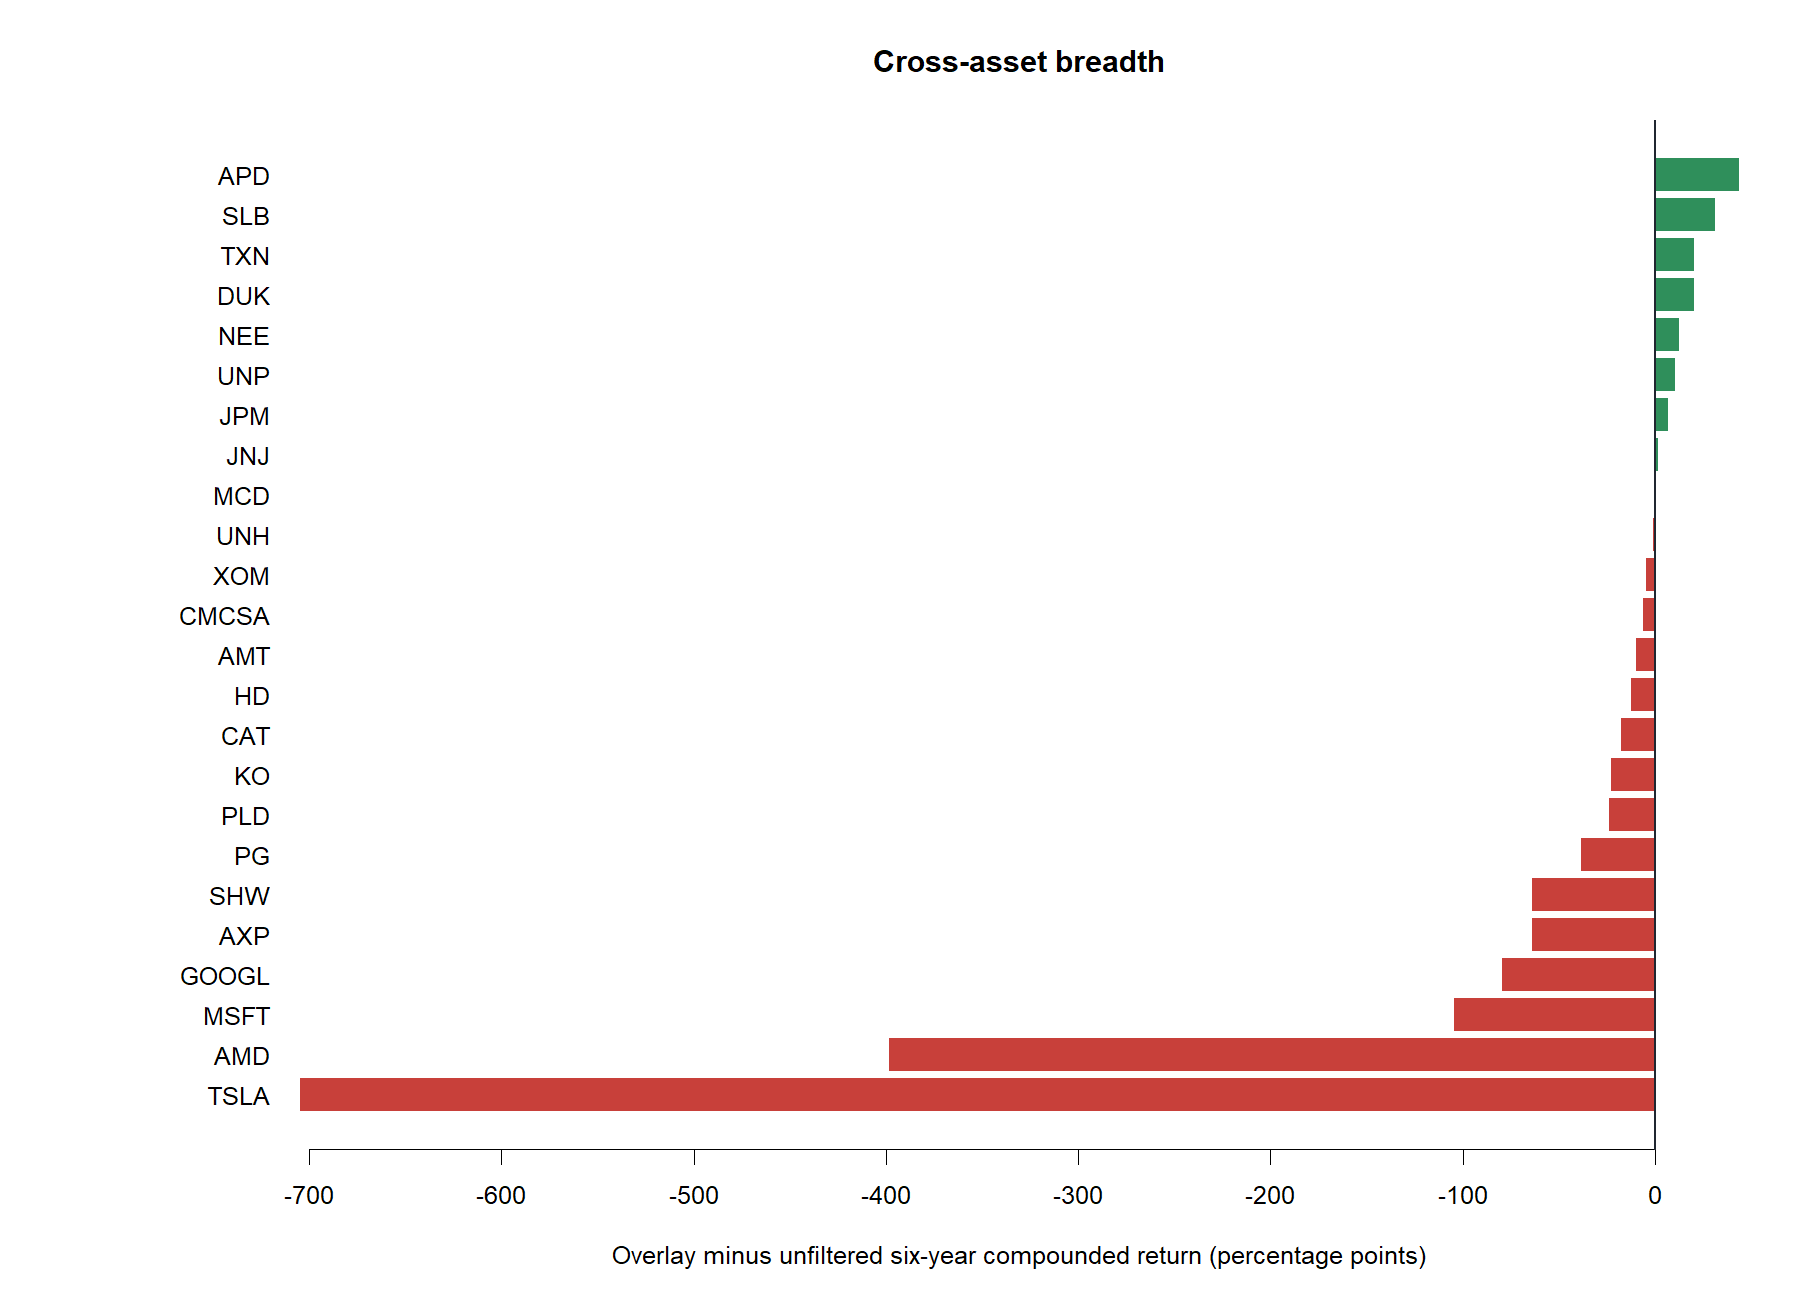 Cross-asset breadth
APD
SLB
TXN
DUK
NEE
UNP
JPM
JNJ
MCD
UNH
XOM
CMCSA
AMT
HD
CAT
KO
PLD
PG
SHW
AXP
GOOGL
MSFT
AMD
TSLA
-700 -600 -500 -400 -300 -200 -100 0
Overlay minus unfiltered six-year compounded return (percentage points)